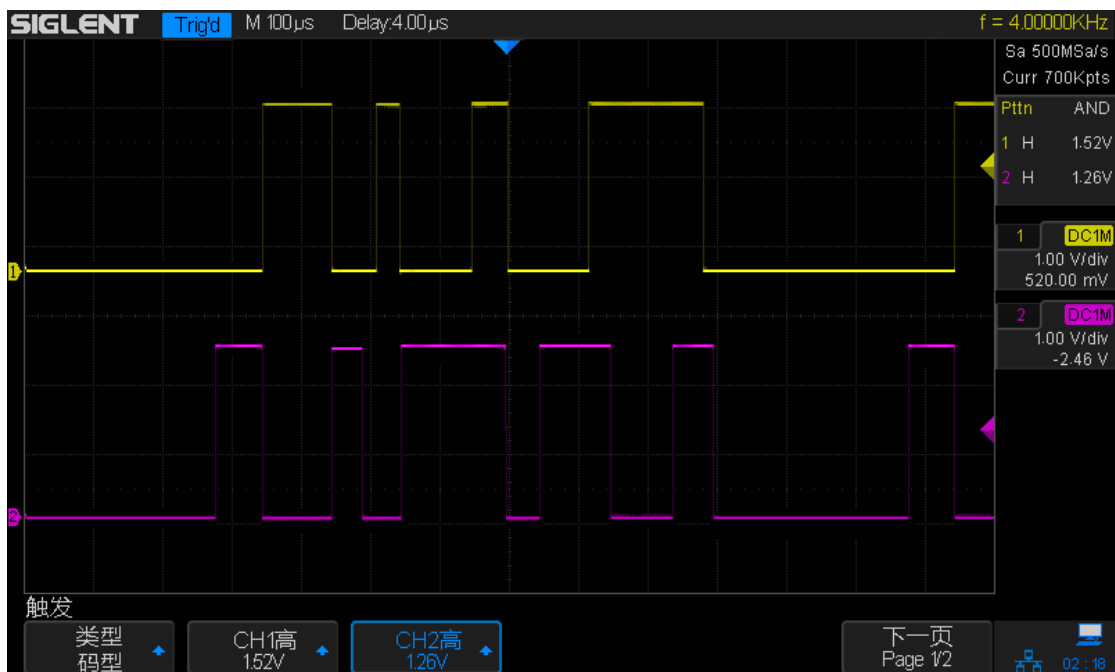 SIGLENT Trig'd M 100µs Delay:4.00µs f = 4.00000KHz
Sa 500MSa/s
Curr 700Kpts
Pttn AND
1 H 1.52V
2 H 1.26V
1 DC1M
1.00 V/div
520.00 mV
2 DC1M
1.00 V/div
-2.46 V
1
2
触发
类型
码型
CH1高
1.52V
CH2高
1.26V
下一页
Page 1/2
02:18